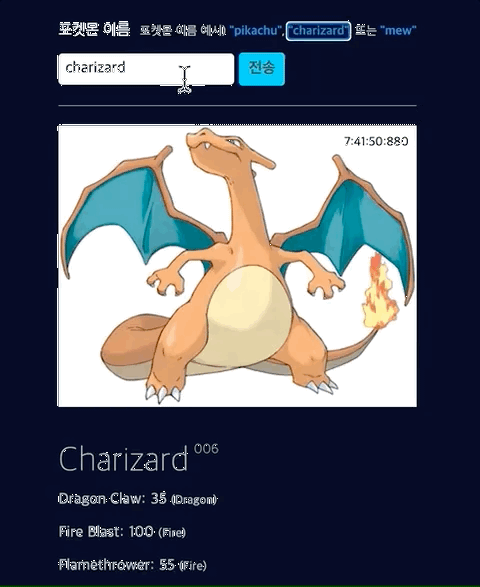 포켓몬 이름 포켓몬 이름 예시) "pikachu", "charizard" 또는 "mew"
charizard 전송
7:41:50:880
Charizard 006
Dragon Claw: 35 (Dragon)
Fire Blast: 100 (Fire)
Flamethrower: 55 (Fire)